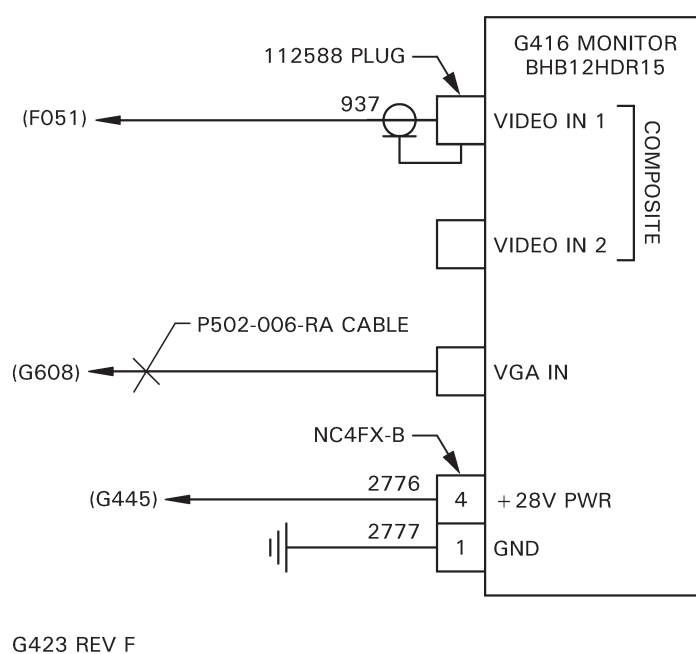 G416 MONITOR
BHB12HDR15
112588 PLUG
937
(F051)
VIDEO IN 1
COMPOSITE
VIDEO IN 2
P502-006-RA CABLE
(G608)
VGA IN
NC4FX-B
2776
(G445)
4
+28V PWR
2777
1
GND
G423 REV F